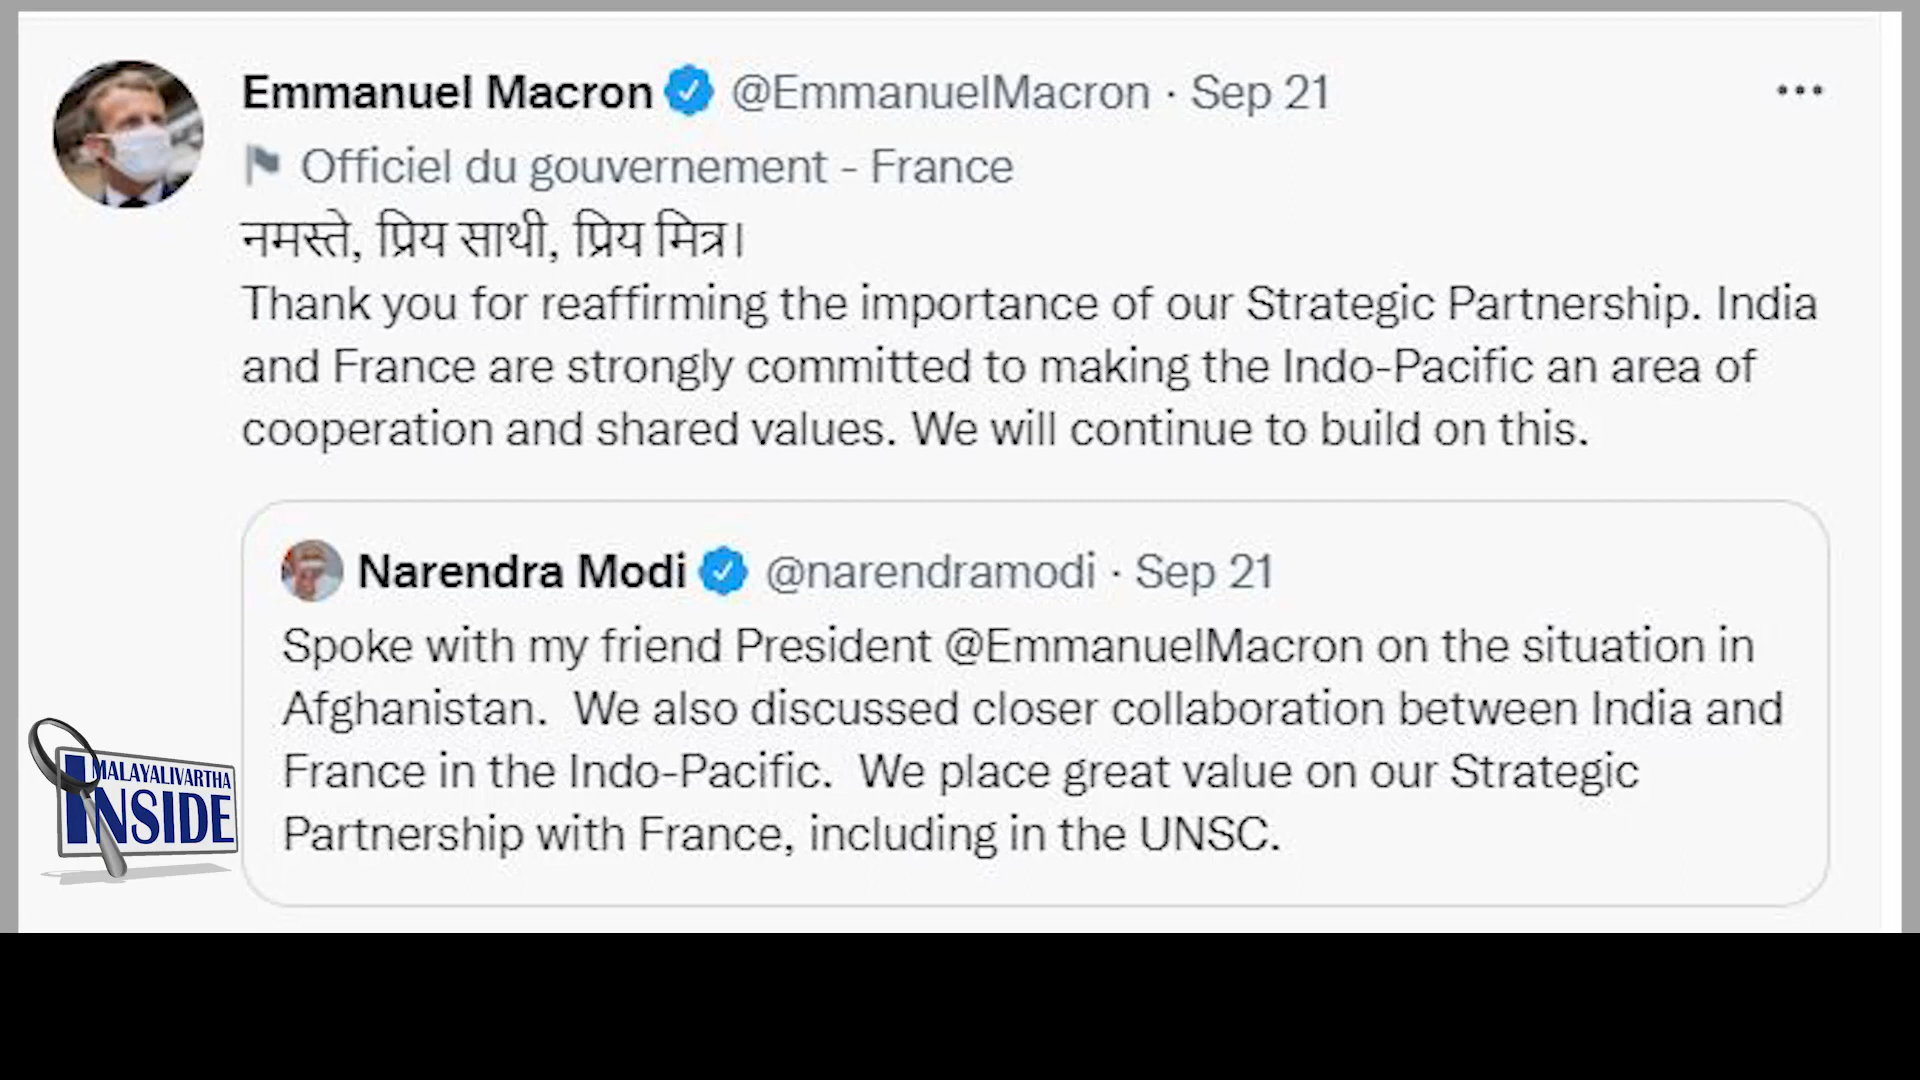 Emmanuel Macron @EmmanuelMacron · Sep 21
Officiel du gouvernement - France
नमस्ते, प्रिय साथी, प्रिय मित्र।
Thank you for reaffirming the importance of our Strategic Partnership. India
and France are strongly committed to making the Indo-Pacific an area of
cooperation and shared values. We will continue to build on this.
Narendra Modi @narendramodi · Sep 21
Spoke with my friend President @EmmanuelMacron on the situation in
Afghanistan.  We also discussed closer collaboration between India and
France in the Indo-Pacific.  We place great value on our Strategic
Partnership with France, including in the UNSC.
MALAYALIVARTHA
INSIDE